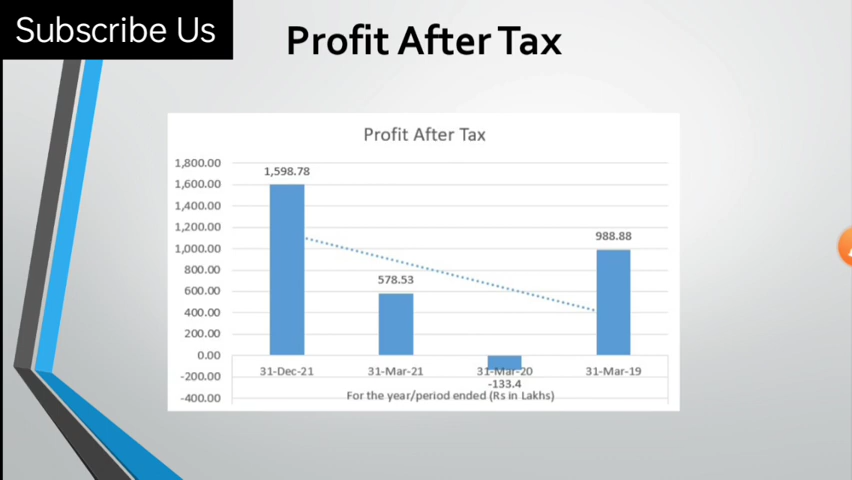 Subscribe Us
Profit After Tax
Profit After Tax
1,800.00
1,600.00
1,400.00
1,200.00
1,000.00
800.00
600.00
400.00
200.00
0.00
-200.00
-400.00
1,598.78
578.53
-133.4
988.88
31-Dec-21
31-Mar-21
31-Mar-20
31-Mar-19
For the year/period ended (Rs in Lakhs)